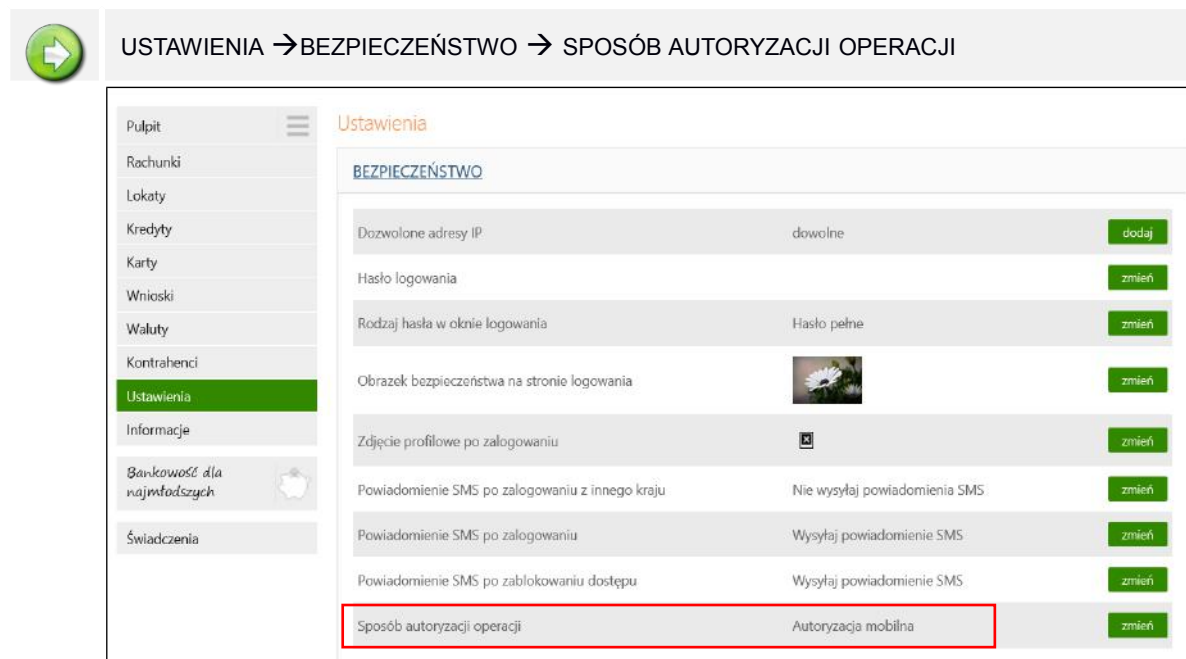 USTAWIENIA → BEZPIECZEŃSTWO → SPOSÓB AUTORYZACJI OPERACJI
Pulpit
Rachunki
Lokaty
Kredyty
Karty
Wnioski
Waluty
Kontrahenci
Ustawienia
Informacje
Bankowość dla
najmłodszych
Świadczenia
Ustawienia
BEZPIECZEŃSTWO
Dozwolone adresy IP dowolne dodaj
Hasło logowania zmień
Rodzaj hasła w oknie logowania Hasło pełne zmień
Obrazek bezpieczeństwa na stronie logowania zmień
Zdjęcie profilowe po zalogowaniu zmień
Powiadomienie SMS po zalogowaniu z innego kraju Nie wysyłaj powiadomienia SMS zmień
Powiadomienie SMS po zalogowaniu Wysyłaj powiadomienie SMS zmień
Powiadomienie SMS po zablokowaniu dostępu Wysyłaj powiadomienie SMS zmień
Sposób autoryzacji operacji Autoryzacja mobilna zmień